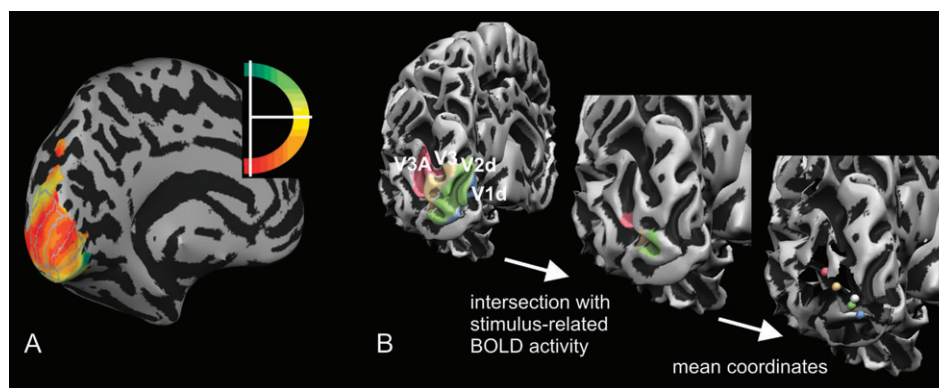 V3A
V3
V2d
V1d
A
B
intersection with
stimulus-related
BOLD activity
mean coordinates